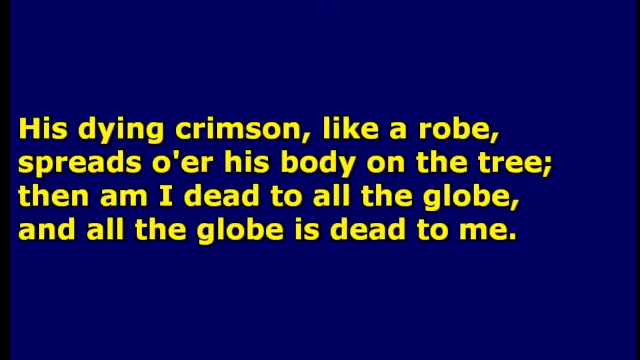 His dying crimson, like a robe,
spreads o'er his body on the tree;
then am I dead to all the globe,
and all the globe is dead to me.